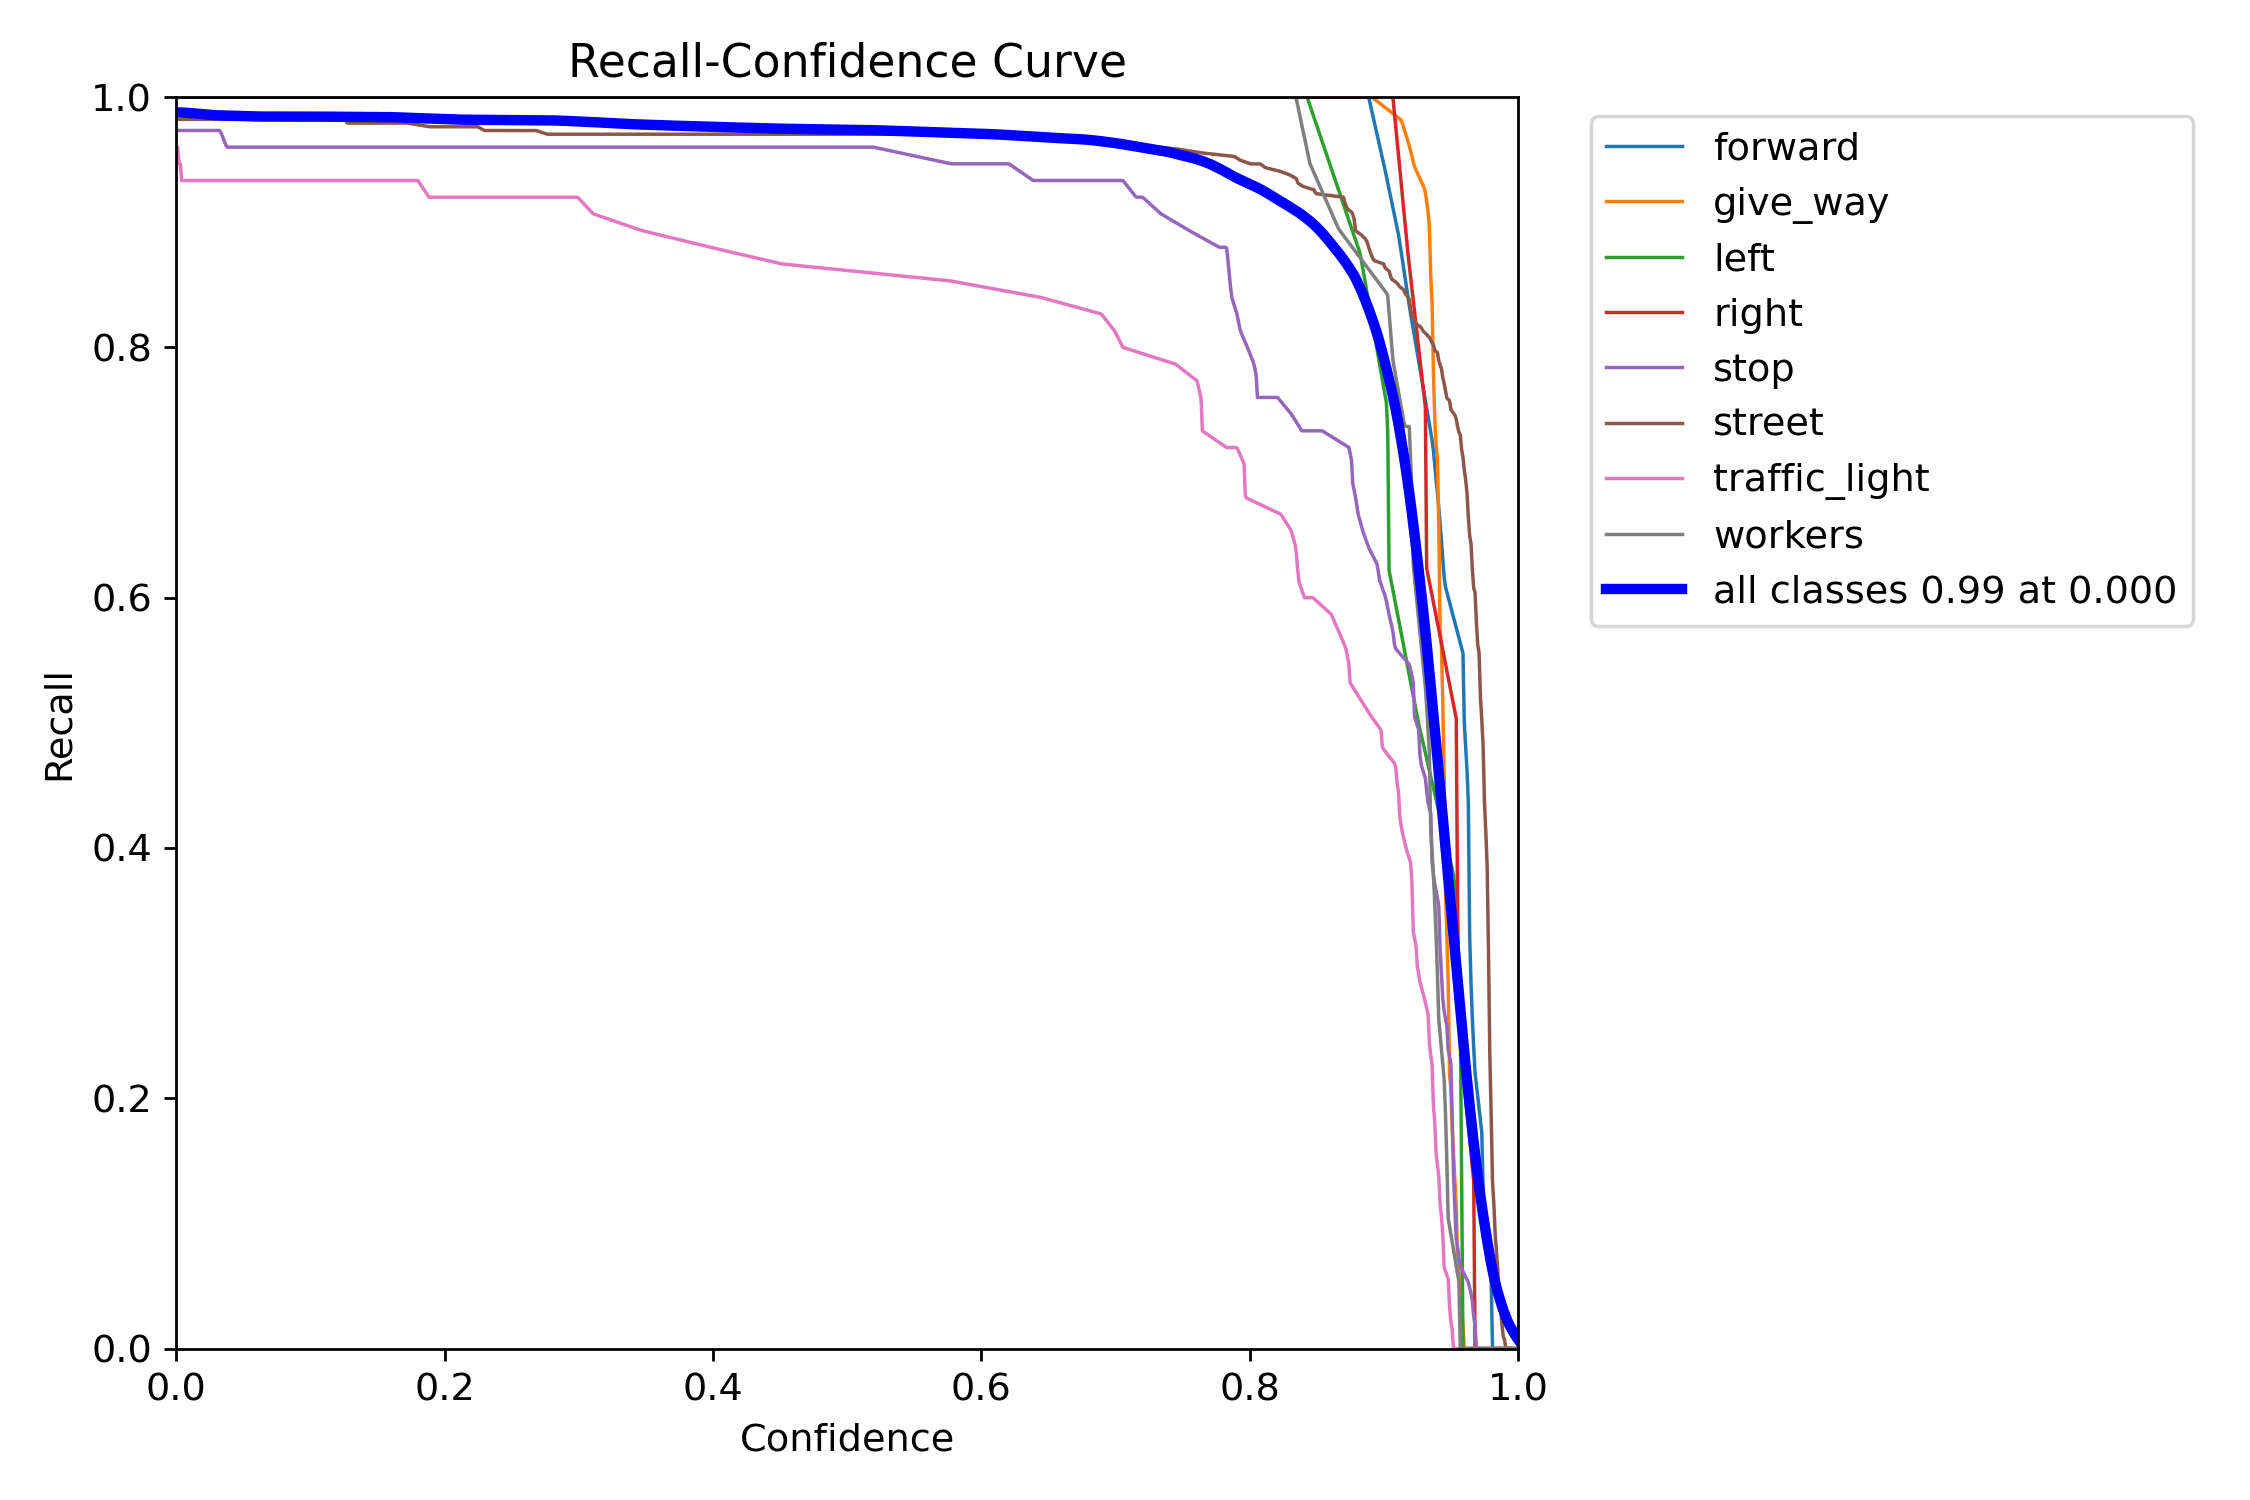 Recall-Confidence Curve
1.0
0.8
0.6
0.4
0.2
0.0
Recall
0.0 0.2 0.4 0.6 0.8 1.0
Confidence
forward
give_way
left
right
stop
street
traffic_light
workers
all classes 0.99 at 0.000